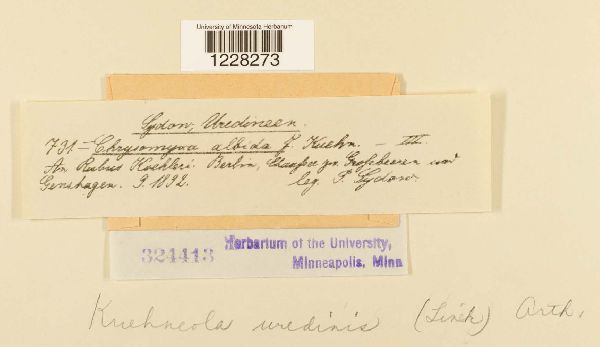 University of Minnesota Herbarium
1228273
Sydow, Uredineen.
731 – Chrysomyxa albida J. Kuehn. – III.
An Rubus Koehleri. Berlin, zw. Grossbeeren und
Genshagen. 9.1892. leg. P. Sydow
324413 Herbarium of the University,
Minneapolis, Minn
Kuehneola uredinis (Link) Arth.